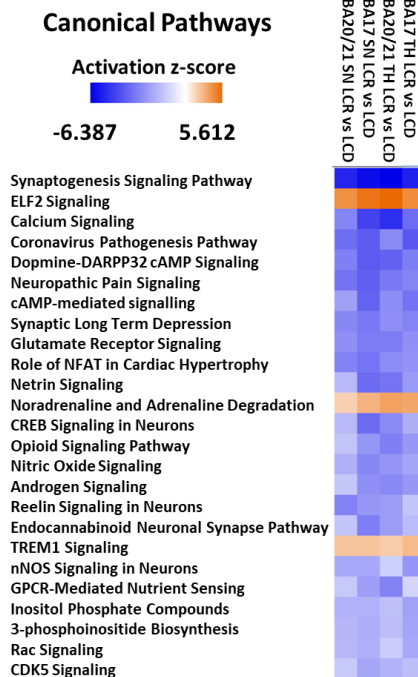 Canonical Pathways
Activation z-score
-6.387 5.612
BA20/21 SN LCR vs LCD
BA17 SN LCR vs LCD
BA20/21 TH LCR vs LCD
BA17 TH LCR vs LCD
Synaptogenesis Signaling Pathway
ELF2 Signaling
Calcium Signaling
Coronavirus Pathogenesis Pathway
Dopmine-DARPP32 cAMP Signaling
Neuropathic Pain Signaling
cAMP-mediated signalling
Synaptic Long Term Depression
Glutamate Receptor Signaling
Role of NFAT in Cardiac Hypertrophy
Netrin Signaling
Noradrenaline and Adrenaline Degradation
CREB Signaling in Neurons
Opioid Signaling Pathway
Nitric Oxide Signaling
Androgen Signaling
Reelin Signaling in Neurons
Endocannabinoid Neuronal Synapse Pathway
TREM1 Signaling
nNOS Signaling in Neurons
GPCR-Mediated Nutrient Sensing
Inositol Phosphate Compounds
3-phosphoinositide Biosynthesis
Rac Signaling
CDK5 Signaling